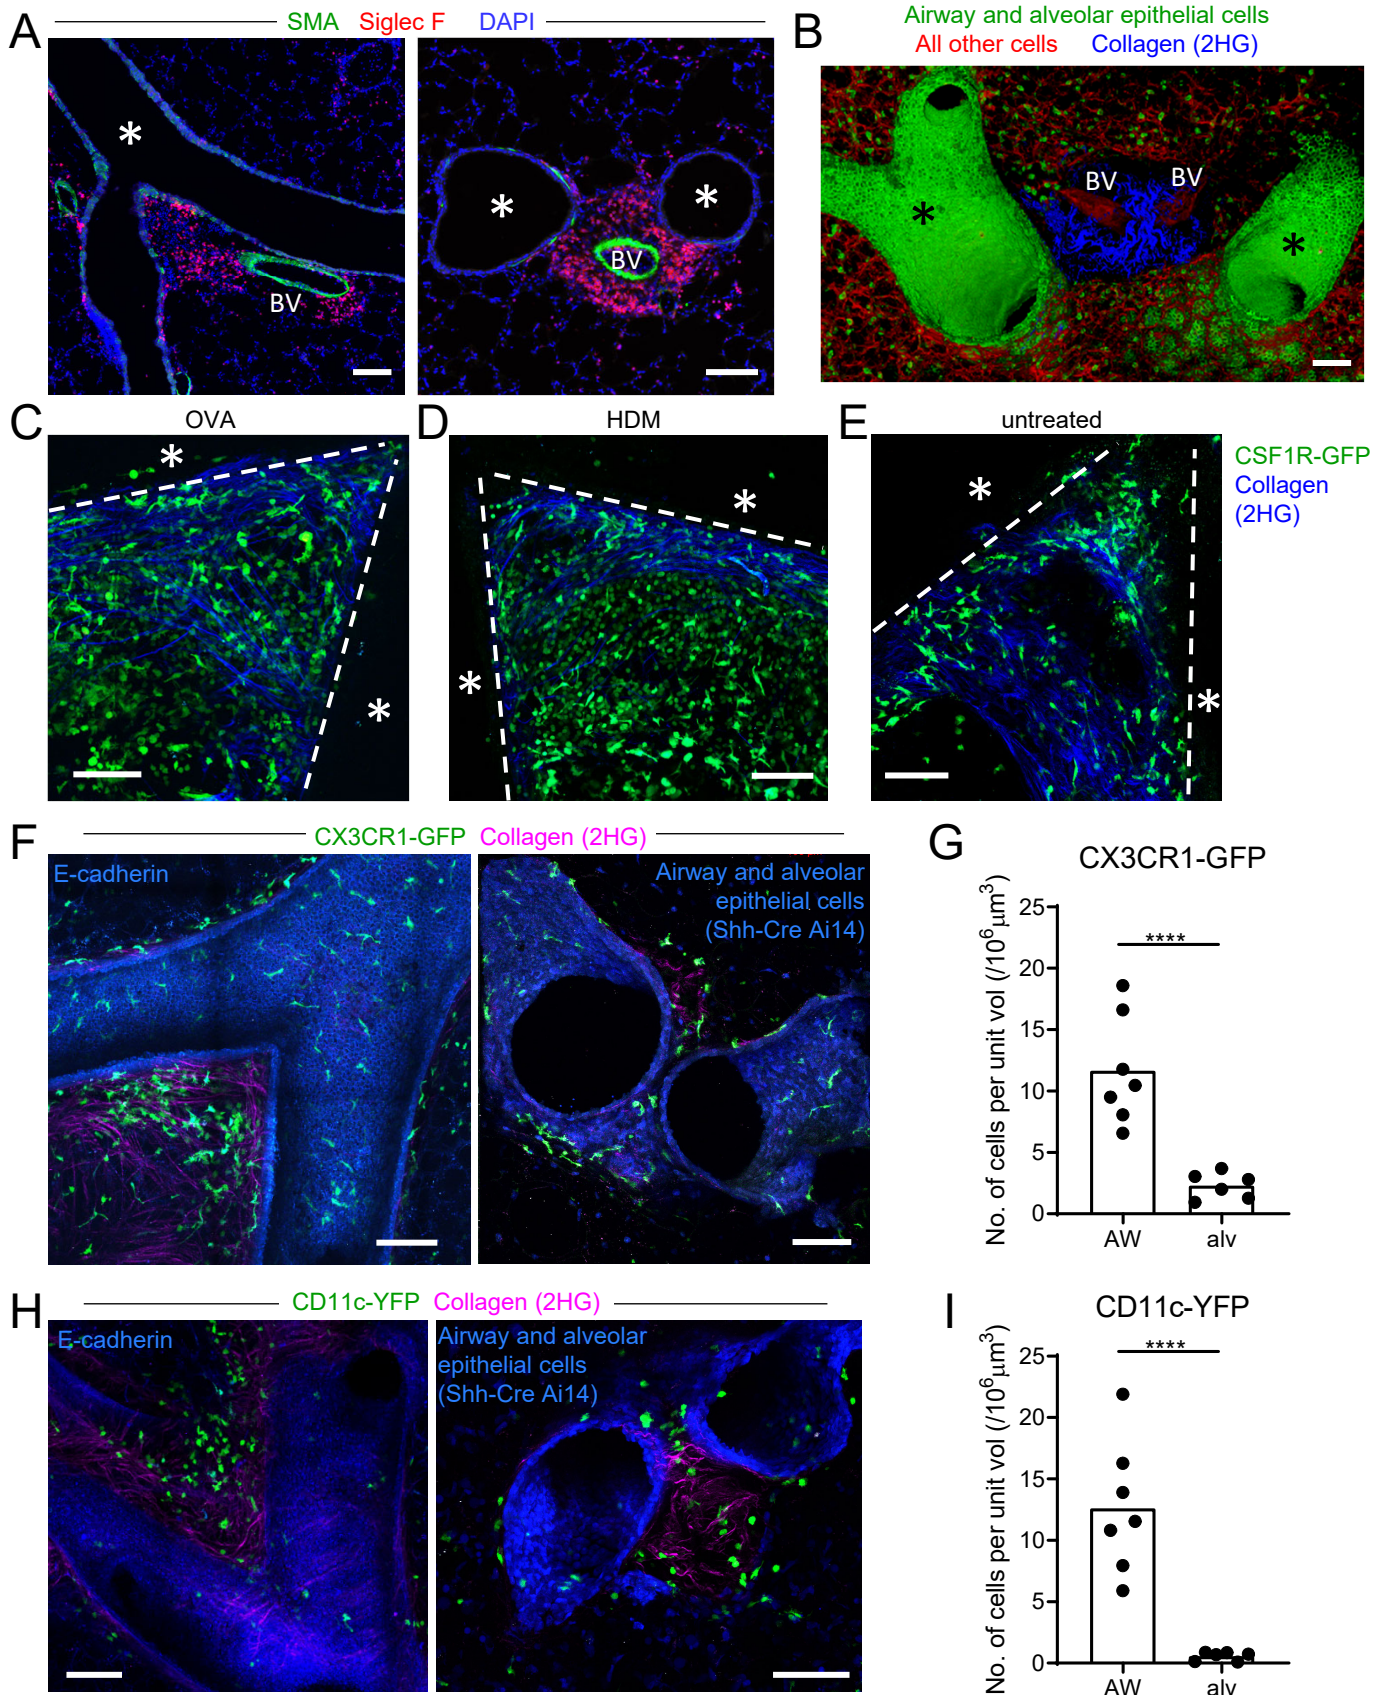 A
SMA Siglec F DAPI
*
BV
*
*
BV
B
Airway and alveolar epithelial cells
All other cells Collagen (2HG)
*
BV
BV
*
C
OVA
*
*
D
HDM
*
*
E
untreated
*
*
CSF1R-GFP
Collagen
(2HG)
F
CX3CR1-GFP Collagen (2HG)
E-cadherin
Airway and alveolar
epithelial cells
(Shh-Cre Ai14)
G
CX3CR1-GFP
No. of cells per unit vol (/10⁶μm³)
25
20
15
10
5
0
****
AW alv
H
CD11c-YFP Collagen (2HG)
E-cadherin
Airway and alveolar
epithelial cells
(Shh-Cre Ai14)
I
CD11c-YFP
No. of cells per unit vol (/10⁶μm³)
25
20
15
10
5
0
****
AW alv